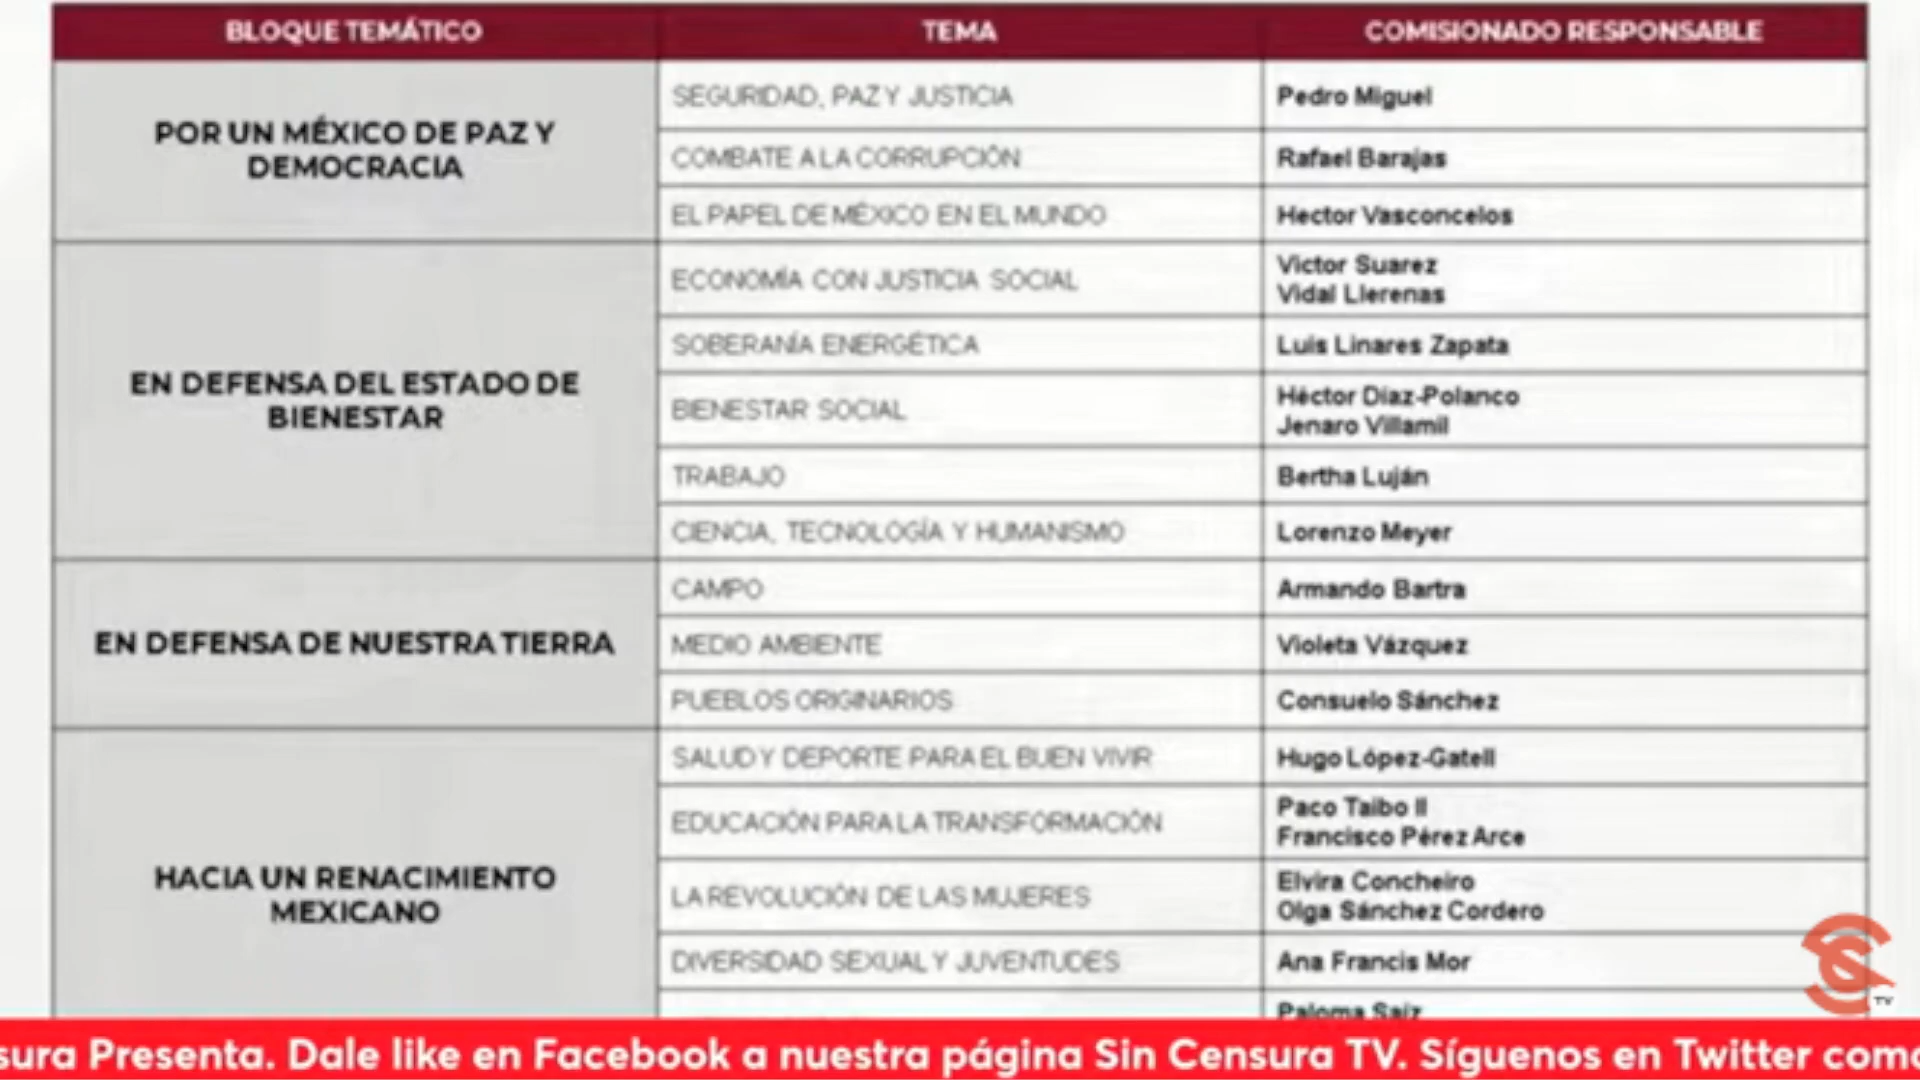 BLOQUE TEMÁTICO
TEMA
COMISIONADO RESPONSABLE
POR UN MÉXICO DE PAZ Y
DEMOCRACIA
SEGURIDAD, PAZ Y JUSTICIA
Pedro Miguel
COMBATE A LA CORRUPCIÓN
Rafael Barajas
EL PAPEL DE MÉXICO EN EL MUNDO
Hector Vasconcelos
EN DEFENSA DEL ESTADO DE
BIENESTAR
ECONOMÍA CON JUSTICIA SOCIAL
Victor Suarez
Vidal Llerenas
SOBERANÍA ENERGÉTICA
Luis Linares Zapata
BIENESTAR SOCIAL
Héctor Díaz-Polanco
Jenaro Villamil
TRABAJO
Bertha Luján
CIENCIA, TECNOLOGÍA Y HUMANISMO
Lorenzo Meyer
EN DEFENSA DE NUESTRA TIERRA
CAMPO
Armando Bartra
MEDIO AMBIENTE
Violeta Vázquez
PUEBLOS ORIGINARIOS
Consuelo Sánchez
HACIA UN RENACIMIENTO
MEXICANO
SALUD Y DEPORTE PARA EL BUEN VIVIR
Hugo López-Gatell
EDUCACIÓN PARA LA TRANSFORMACIÓN
Paco Taibo II
Francisco Pérez Arce
LA REVOLUCIÓN DE LAS MUJERES
Elvira Concheiro
Olga Sánchez Cordero
DIVERSIDAD SEXUAL Y JUVENTUDES
Ana Francis Mor
Paloma Saíz
TV
sura Presenta. Dale like en Facebook a nuestra página Sin Censura TV. Síguenos en Twitter como